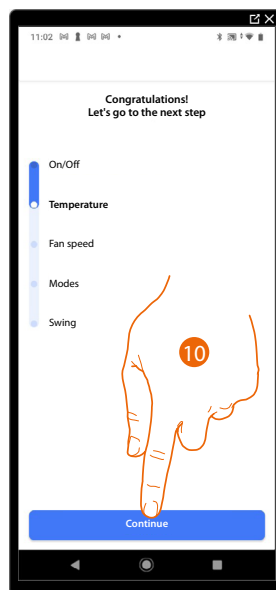 11:02
Congratulations!
Let's go to the next step
On/Off
Temperature
Fan speed
Modes
Swing
10
Continue